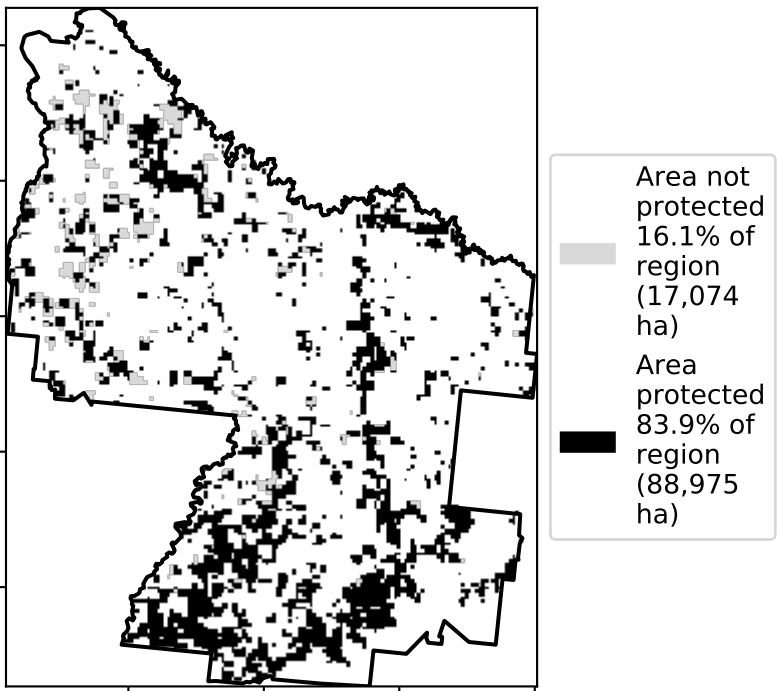 Area not
protected
16.1% of
region
(17,074
ha)
Area
protected
83.9% of
region
(88,975
ha)